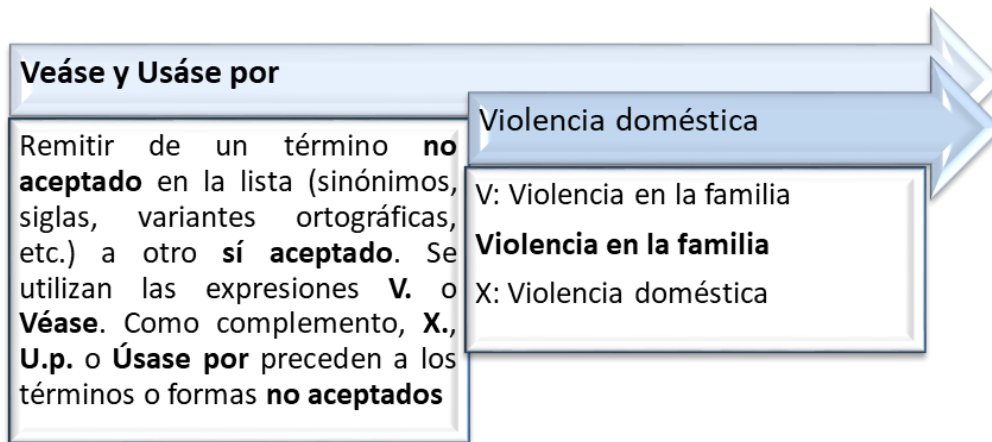 Veáse y Usáse por
Remitir de un término no
aceptado en la lista (sinónimos,
siglas, variantes ortográficas,
etc.) a otro sí aceptado. Se
utilizan las expresiones V. o
Véase. Como complemento, X.,
U.p. o Úsase por preceden a los
términos o formas no aceptados
Violencia doméstica
V: Violencia en la familia
Violencia en la familia
X: Violencia doméstica